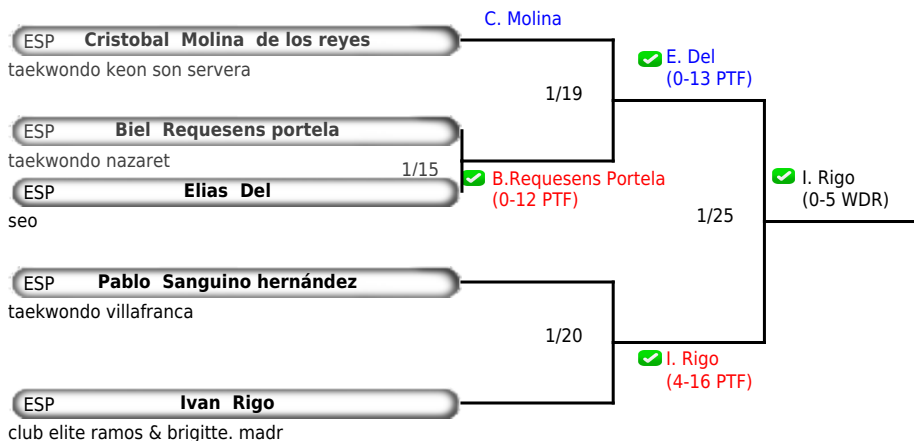 C. Molina
ESP Cristobal Molina de los reyes
taekwondo keon son servera
E. Del
(0-13 PTF)
1/19
ESP Biel Requesens portela
taekwondo nazaret
1/15
ESP Elias Del
seo
B.Requesens Portela
(0-12 PTF)
I. Rigo
(0-5 WDR)
1/25
ESP Pablo Sanguino hernández
taekwondo villafranca
1/20
I. Rigo
(4-16 PTF)
ESP Ivan Rigo
club elite ramos & brigitte. madr